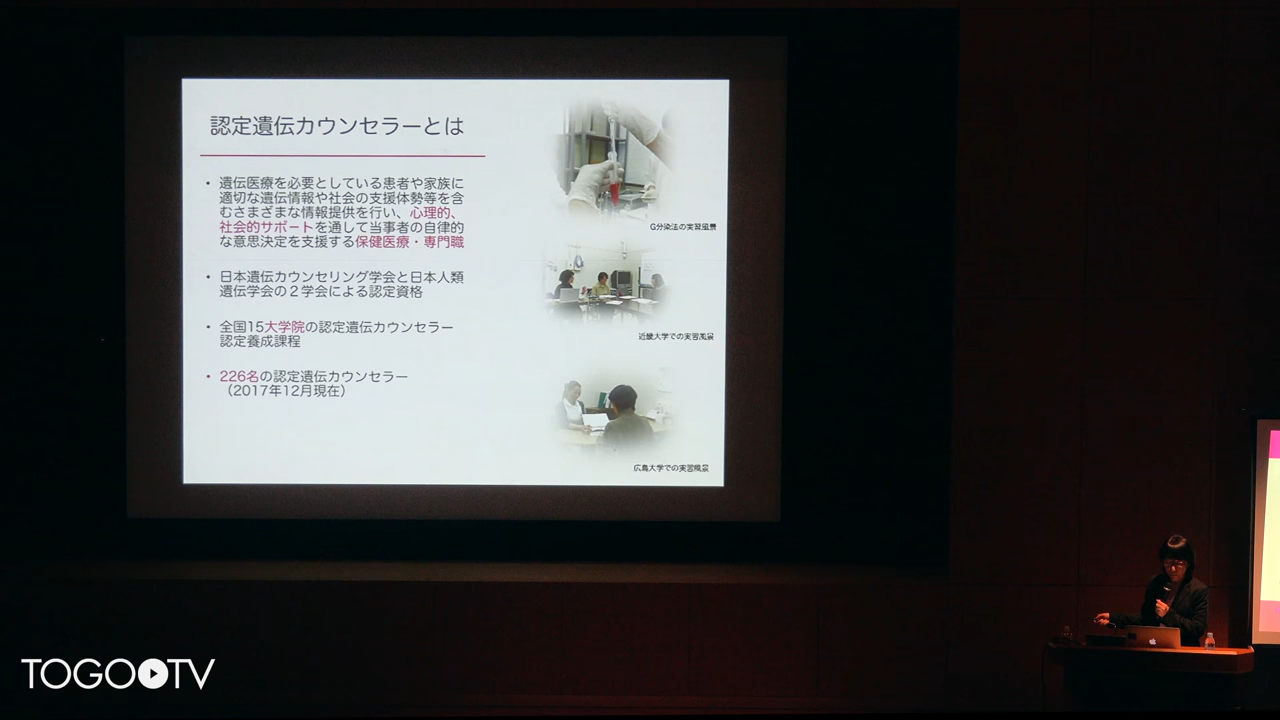 認定遺伝カウンセラーとは
・遺伝医療を必要としている患者や家族に
適切な遺伝情報や社会の支援体勢等を含
むさまざまな情報提供を行い、心理的、
社会的サポートを通して当事者の自律的
な意思決定を支援する保健医療・専門職
・日本遺伝カウンセリング学会と日本人類
遺伝学会の2学会による認定資格
・全国15大学院の認定遺伝カウンセラー
認定養成課程
・226名の認定遺伝カウンセラー
（2017年12月現在）
G分染法の実習風景
近畿大学での実習風景
広島大学での実習風景
TOGOTV